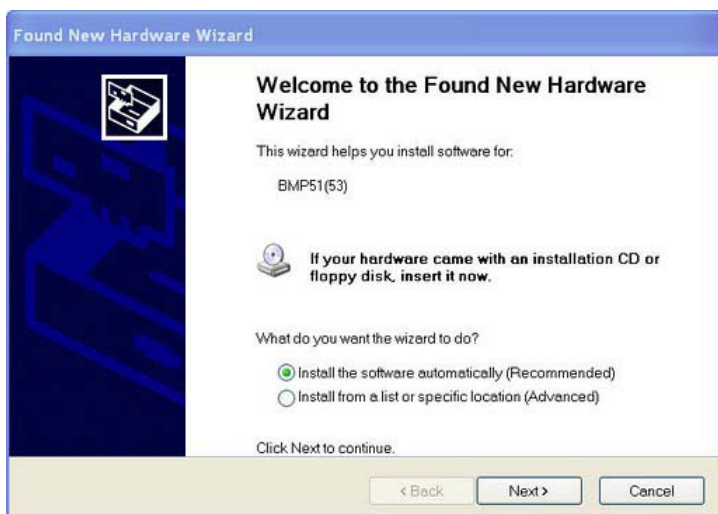 Found New Hardware Wizard
Welcome to the Found New Hardware
Wizard
This wizard helps you install software for:
BMP51(53)
If your hardware came with an installation CD or
floppy disk, insert it now.
What do you want the wizard to do?
Install the software automatically (Recommended)
Install from a list or specific location (Advanced)
Click Next to continue.
< Back
Next >
Cancel